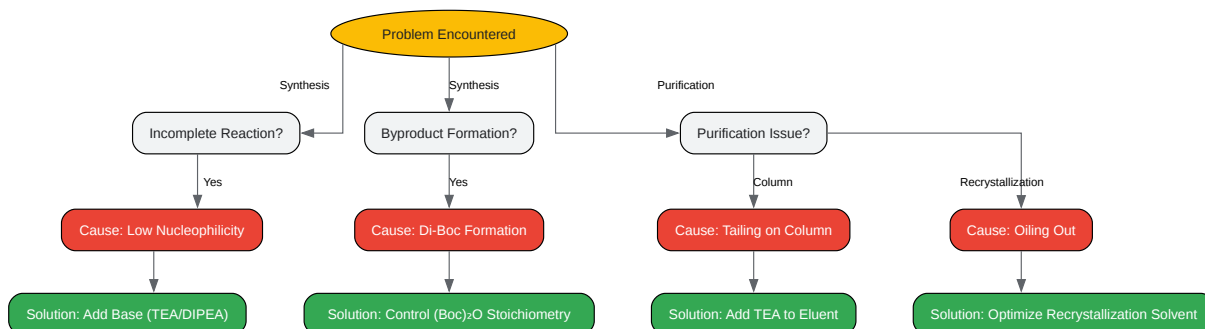 Problem Encountered
Synthesis
Synthesis
Purification
Incomplete Reaction?
Byproduct Formation?
Purification Issue?
Yes
Yes
Column
Recrystallization
Cause: Low Nucleophilicity
Cause: Di-Boc Formation
Cause: Tailing on Column
Cause: Oiling Out
Solution: Add Base (TEA/DIPEA)
Solution: Control (Boc)₂O Stoichiometry
Solution: Add TEA to Eluent
Solution: Optimize Recrystallization Solvent